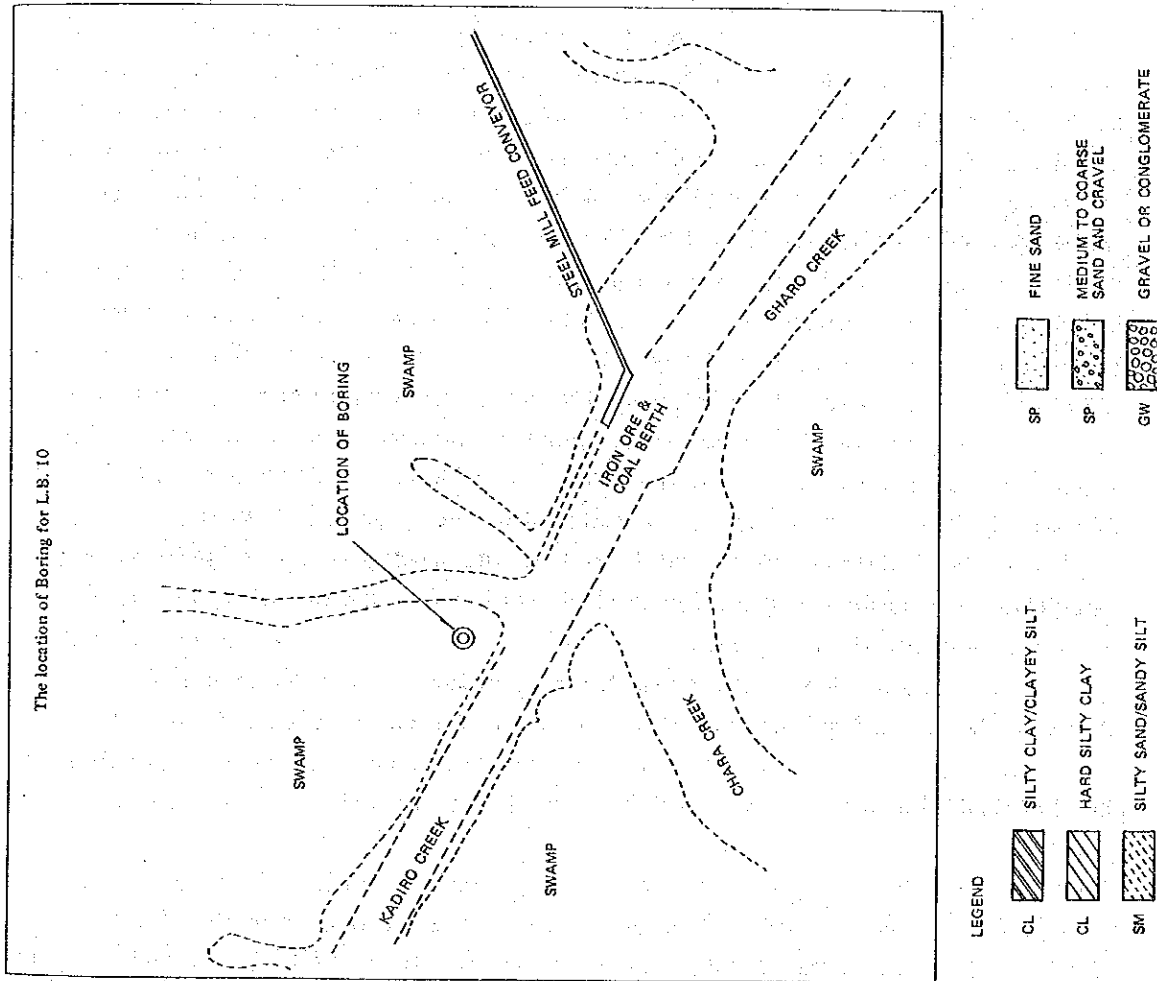 The location of Boring for L.B. 10
STEEL MILL FEED CONVEYOR
LOCATION OF BORING
SWAMP
SWAMP
IRON ORE &
COAL BERTH
GHARO CREEK
SWAMP
KADIRO CREEK
CHARA CREEK
SWAMP
LEGEND
CL SILTY CLAY/CLAYEY SILT
CL HARD SILTY CLAY
SM SILTY SAND/SANDY SILT
SP FINE SAND
SP MEDIUM TO COARSE
SAND AND CRAVEL
GW GRAVEL OR CONGLOMERATE